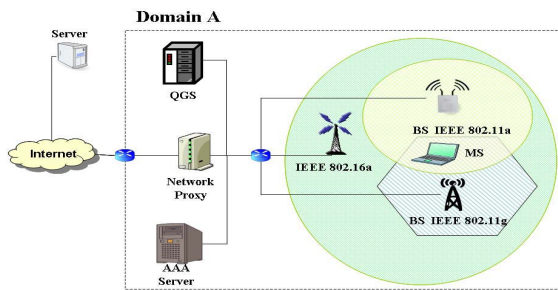 Domain A
Server
QGS
Internet
Network
Proxy
AAA
Server
IEEE 802.16a
BS IEEE 802.11a
MS
BS IEEE 802.11g